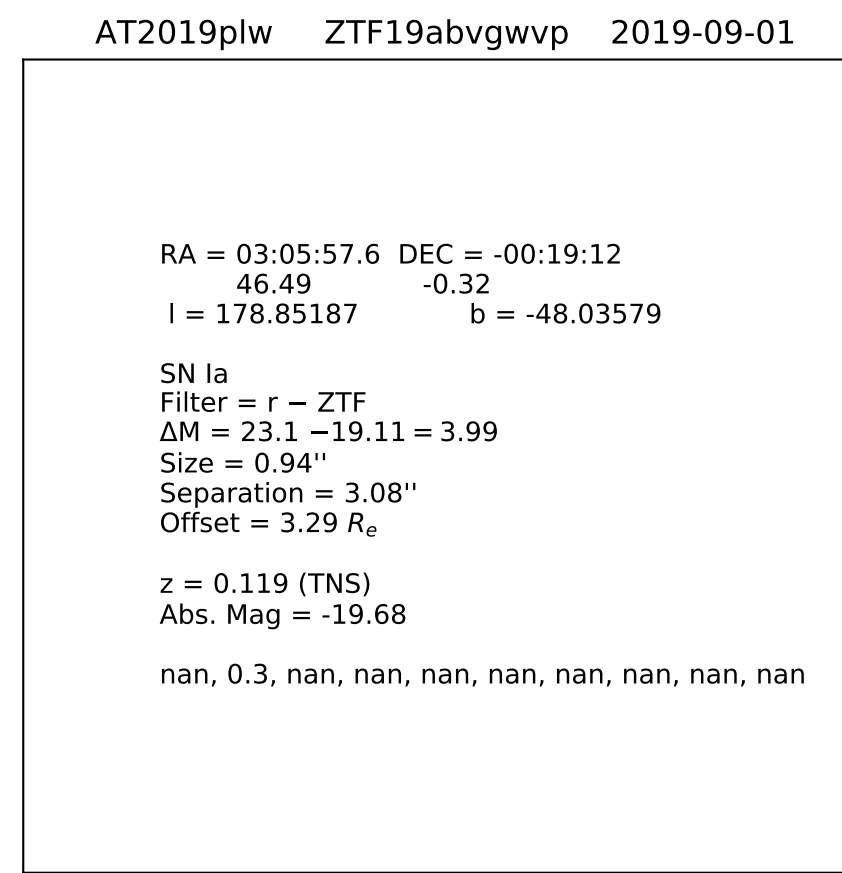 AT2019plw ZTF19abvgwvp 2019-09-01
RA = 03:05:57.6 DEC = -00:19:12
46.49 -0.32
l = 178.85187 b = -48.03579
SN Ia
Filter = r − ZTF
ΔM = 23.1 −19.11 = 3.99
Size = 0.94''
Separation = 3.08''
Offset = 3.29 Rₑ
z = 0.119 (TNS)
Abs. Mag = -19.68
nan, 0.3, nan, nan, nan, nan, nan, nan, nan, nan